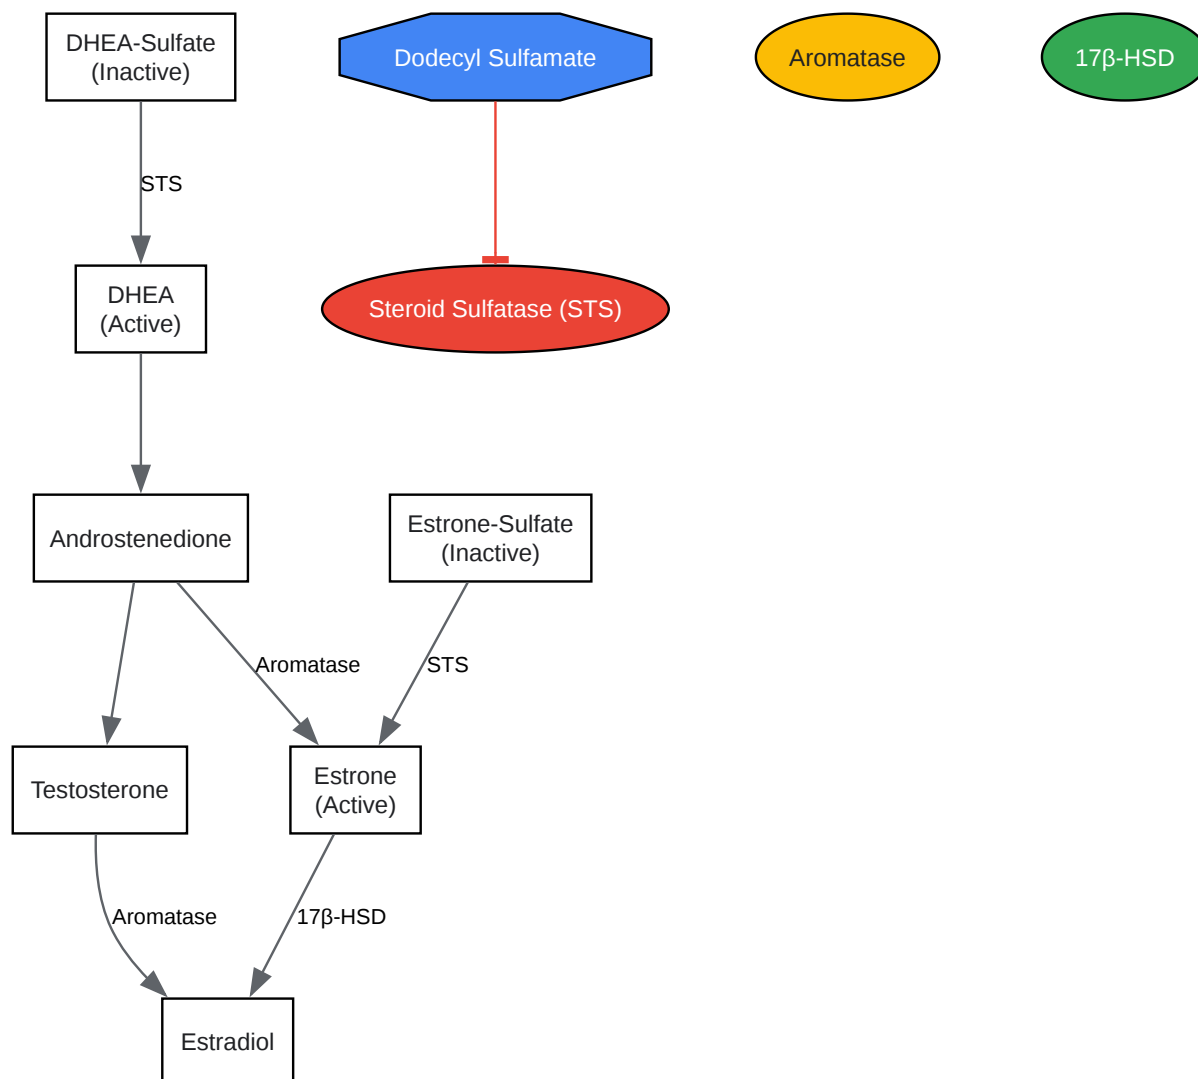 DHEA-Sulfate
(Inactive)
Dodecyl Sulfamate
Aromatase
17β-HSD
STS
DHEA
(Active)
Steroid Sulfatase (STS)
Androstenedione
Estrone-Sulfate
(Inactive)
Aromatase
STS
Testosterone
Estrone
(Active)
Aromatase
17β-HSD
Estradiol